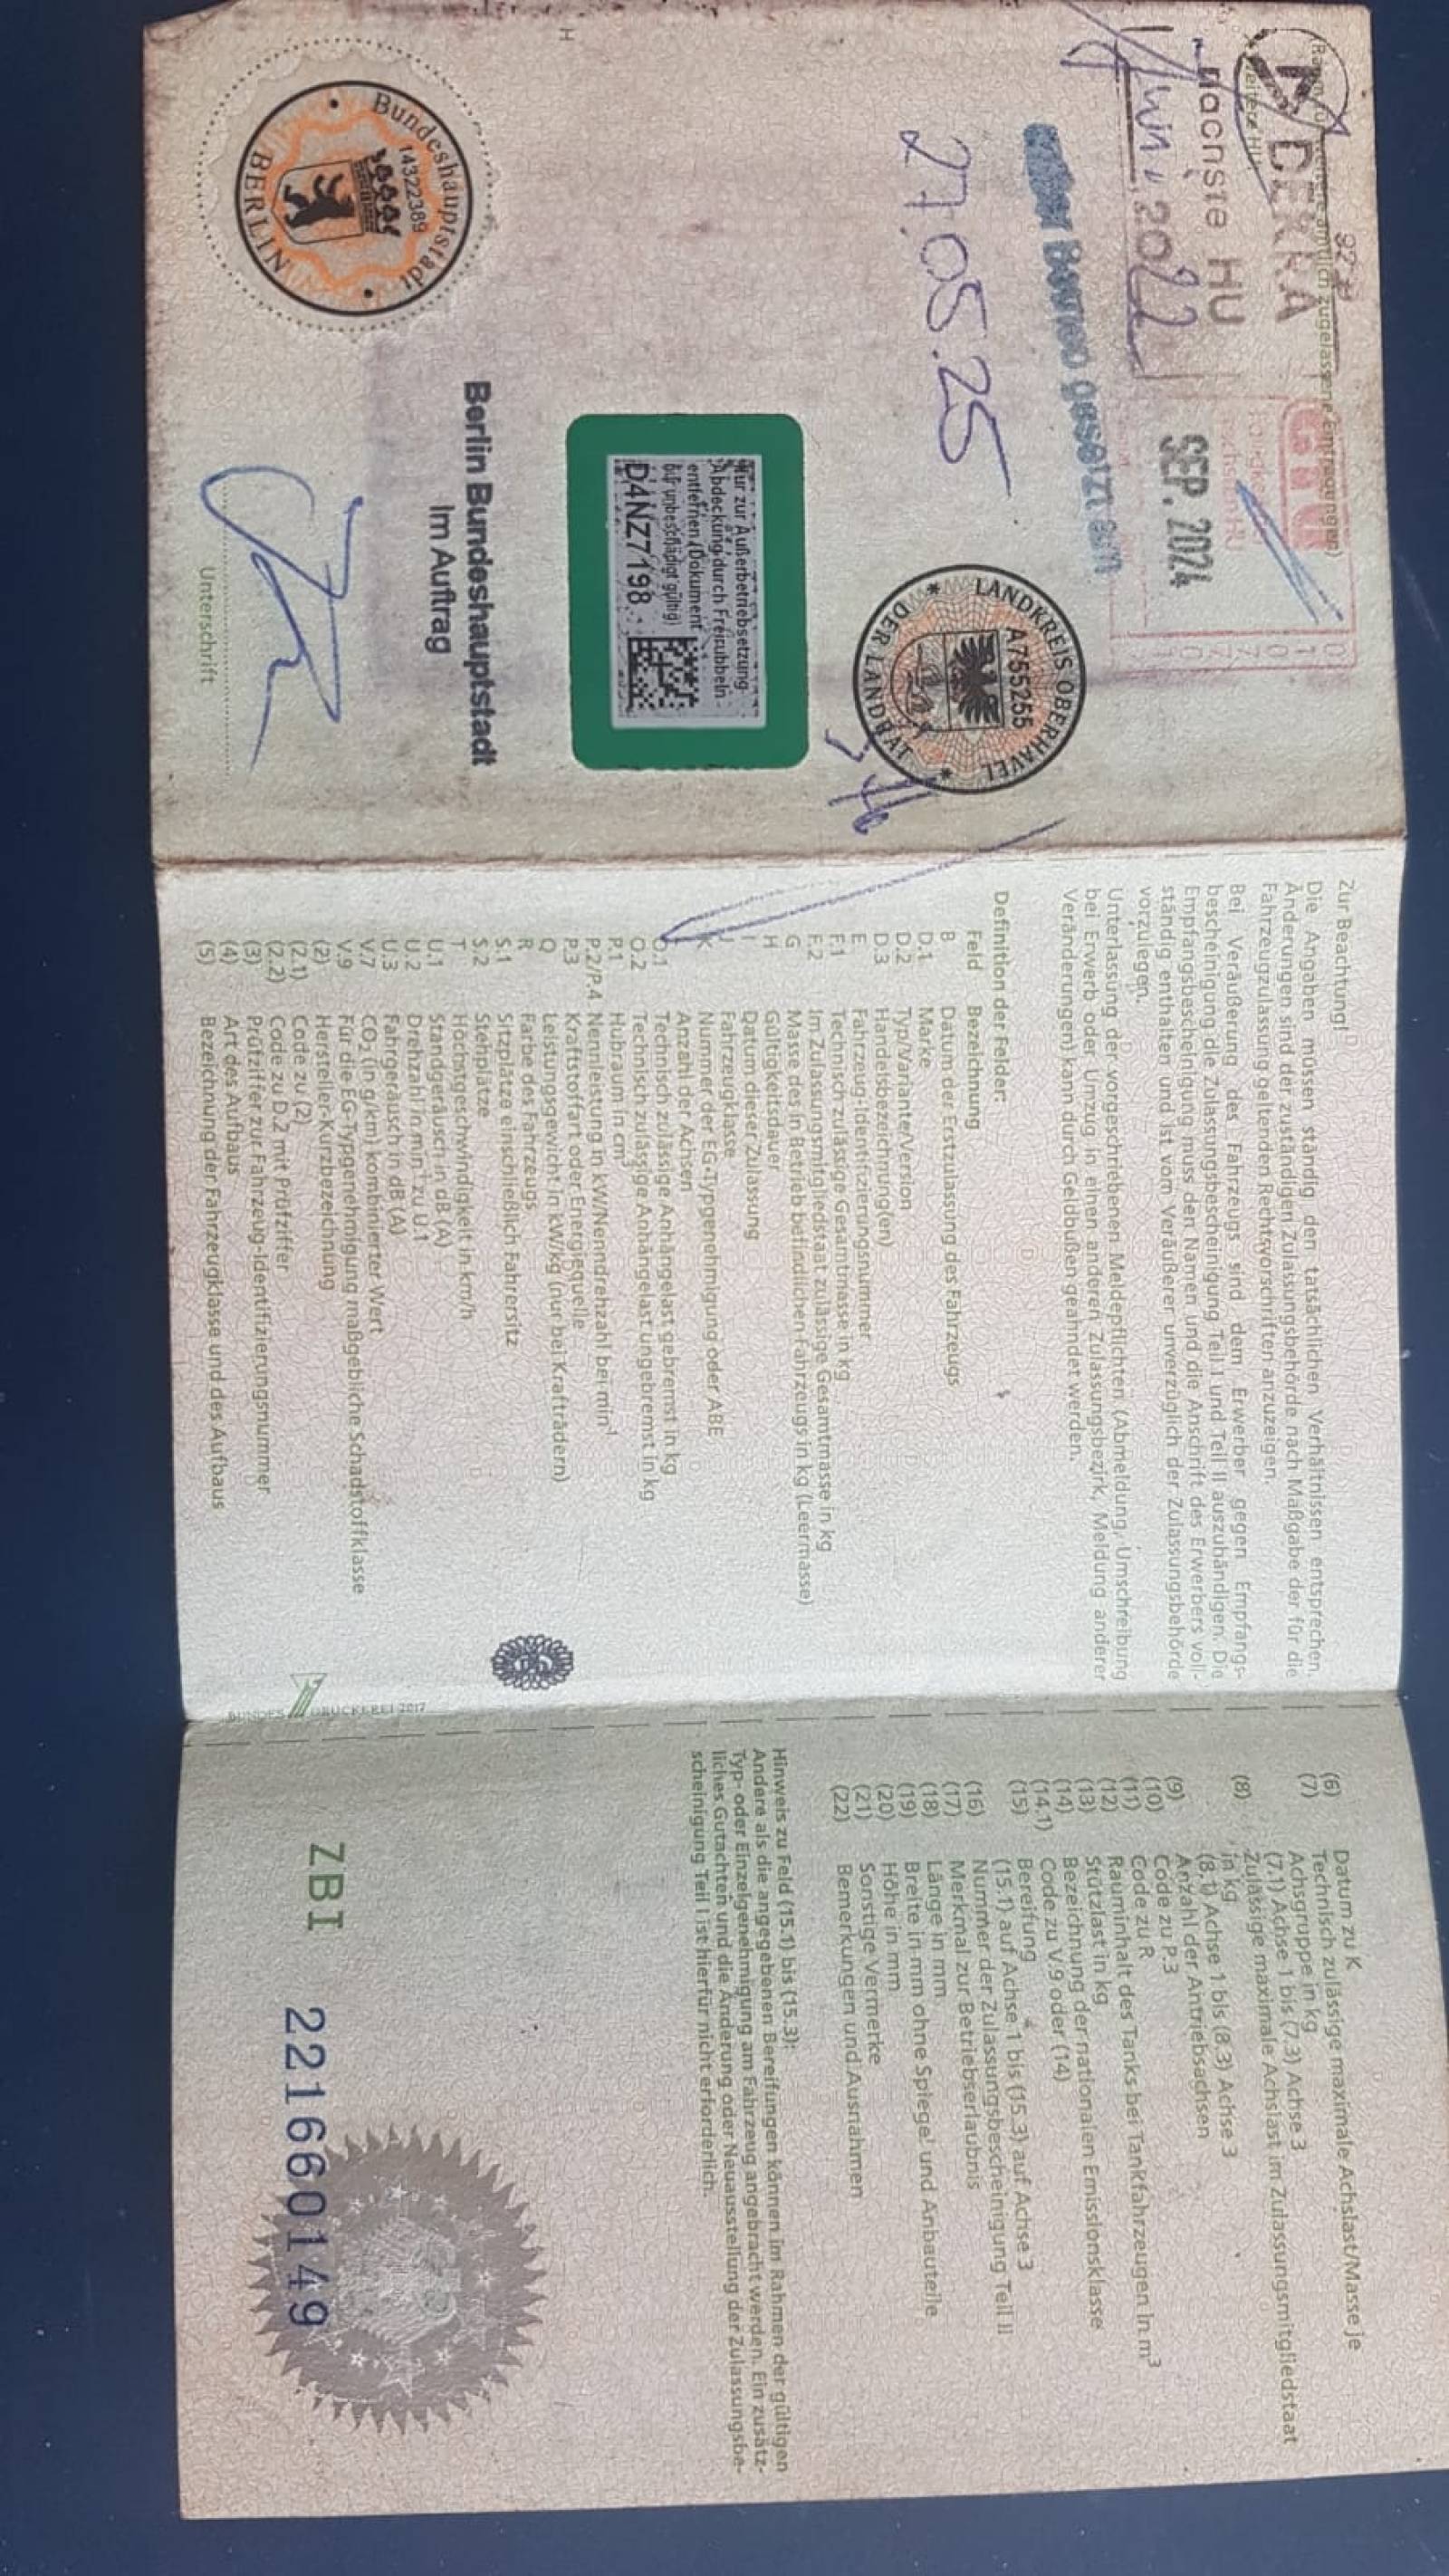 DEKRA
nächste HU
Juni 2022
GTÜ
SEP. 2024
außer Betrieb gesetzt am
27.05.25
LANDKREIS OBERHAVEL
A755255
DER LANDRAT
Nur zur Außerbetriebsetzung
Abdeckung durch Freirubbeln
entfernen (Dokument
nur unbeschädigt gültig)
D4NZ7198
H
Bundeshauptstadt
14322389
BERLIN
Berlin Bundeshauptstadt
Im Auftrag
Unterschrift
Zur Beachtung!
Die Angaben müssen ständig den tatsächlichen Verhältnissen entsprechen.
Änderungen sind der zuständigen Zulassungsbehörde nach Maßgabe der für die
Fahrzeugzulassung geltenden Rechtsvorschriften anzuzeigen.
Bei Veräußerung des Fahrzeugs sind dem Erwerber gegen Empfangs-
bescheinigung die Zulassungsbescheinigung Teil I und Teil II auszuhändigen. Die
Empfangsbescheinigung muss den Namen und die Anschrift des Erwerbers voll-
ständig enthalten und ist vom Veräußerer unverzüglich der Zulassungsbehörde
vorzulegen.
Unterlassung der vorgeschriebenen Meldepflichten (Abmeldung, Umschreibung
bei Erwerb oder Umzug in einen anderen Zulassungsbezirk, Meldung anderer
Veränderungen) kann durch Geldbußen geahndet werden.
Definition der Felder:
Feld Bezeichnung
B Datum der Erstzulassung des Fahrzeugs
D.1 Marke
D.2 Typ/Variante/Version
D.3 Handelsbezeichnung(en)
E Fahrzeug-Identifizierungsnummer
F.1 Technisch zulässige Gesamtmasse in kg
F.2 Im Zulassungsmitgliedstaat zulässige Gesamtmasse in kg
G Masse des in Betrieb befindlichen Fahrzeugs in kg (Leermasse)
H Gültigkeitsdauer
I Datum dieser Zulassung
J Fahrzeugklasse
K Nummer der EG-Typgenehmigung oder ABE
L Anzahl der Achsen
O.1 Technisch zulässige Anhängelast gebremst in kg
O.2 Technisch zulässige Anhängelast ungebremst in kg
P.1 Hubraum in cm³
P.2/P.4 Nennleistung in kW/Nenndrehzahl bei min⁻¹
P.3 Kraftstoffart oder Energiequelle
Q Leistungsgewicht in kW/kg (nur bei Krafträdern)
R Farbe des Fahrzeugs
S.1 Sitzplätze einschließlich Fahrersitz
S.2 Stehplätze
T Höchstgeschwindigkeit in km/h
U.1 Standgeräusch in dB (A)
U.2 Drehzahl in min⁻¹ zu U.1
U.3 Fahrgeräusch in dB (A)
V.7 CO₂ (in g/km) kombinierter Wert
V.9 Für die EG-Typgenehmigung maßgebliche Schadstoffklasse
(2) Hersteller-Kurzbezeichnung
(2.1) Code zu (2)
(2.2) Code zu D.2 mit Prüfziffer
(3) Prüfziffer zur Fahrzeug-Identifizierungsnummer
(4) Art des Aufbaus
(5) Bezeichnung der Fahrzeugklasse und des Aufbaus
BUNDESDRUCKEREI 2017
(6) Datum zu K
(7) Technisch zulässige maximale Achslast/Masse je
Achsgruppe in kg
(7.1) Achse 1 bis (7.3) Achse 3
(8) Zulässige maximale Achslast im Zulassungsmitgliedstaat
in kg
(8.1) Achse 1 bis (8.3) Achse 3
(9) Anzahl der Antriebsachsen
(10) Code zu P.3
(11) Code zu R
(12) Rauminhalt des Tanks bei Tankfahrzeugen in m³
(13) Stützlast in kg
(14) Bezeichnung der nationalen Emissionsklasse
(14.1) Code zu V.9 oder (14)
(15) Bereifung
(15.1) auf Achse 1 bis (15.3) auf Achse 3
(16) Nummer der Zulassungsbescheinigung Teil II
(17) Merkmal zur Betriebserlaubnis
(18) Länge in mm
(19) Breite in mm ohne Spiegel und Anbauteile
(20) Höhe in mm
(21) Sonstige Vermerke
(22) Bemerkungen und Ausnahmen
Hinweis zu Feld (15.1) bis (15.3):
Andere als die angegebenen Bereifungen können im Rahmen der gültigen
Typ- oder Einzelgenehmigung am Fahrzeug angebracht werden. Ein zusätz-
liches Gutachten und die Änderung oder Neuausstellung der Zulassungsbe-
scheinigung Teil I ist hierfür nicht erforderlich.
ZBI 2216601 49